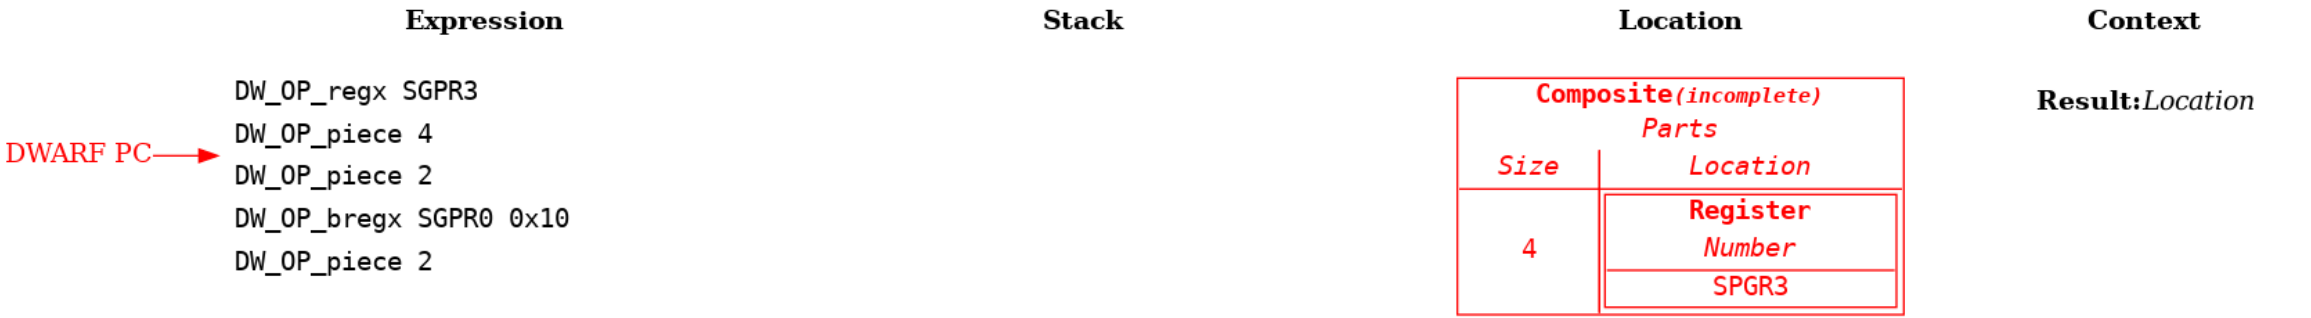 Expression Stack Location Context
DW_OP_regx SGPR3
DW_OP_piece 4
DWARF PC
DW_OP_piece 2
DW_OP_bregx SGPR0 0x10
DW_OP_piece 2
Composite(incomplete)
Parts
Size Location
Register
Number
4
SPGR3
Result:Location